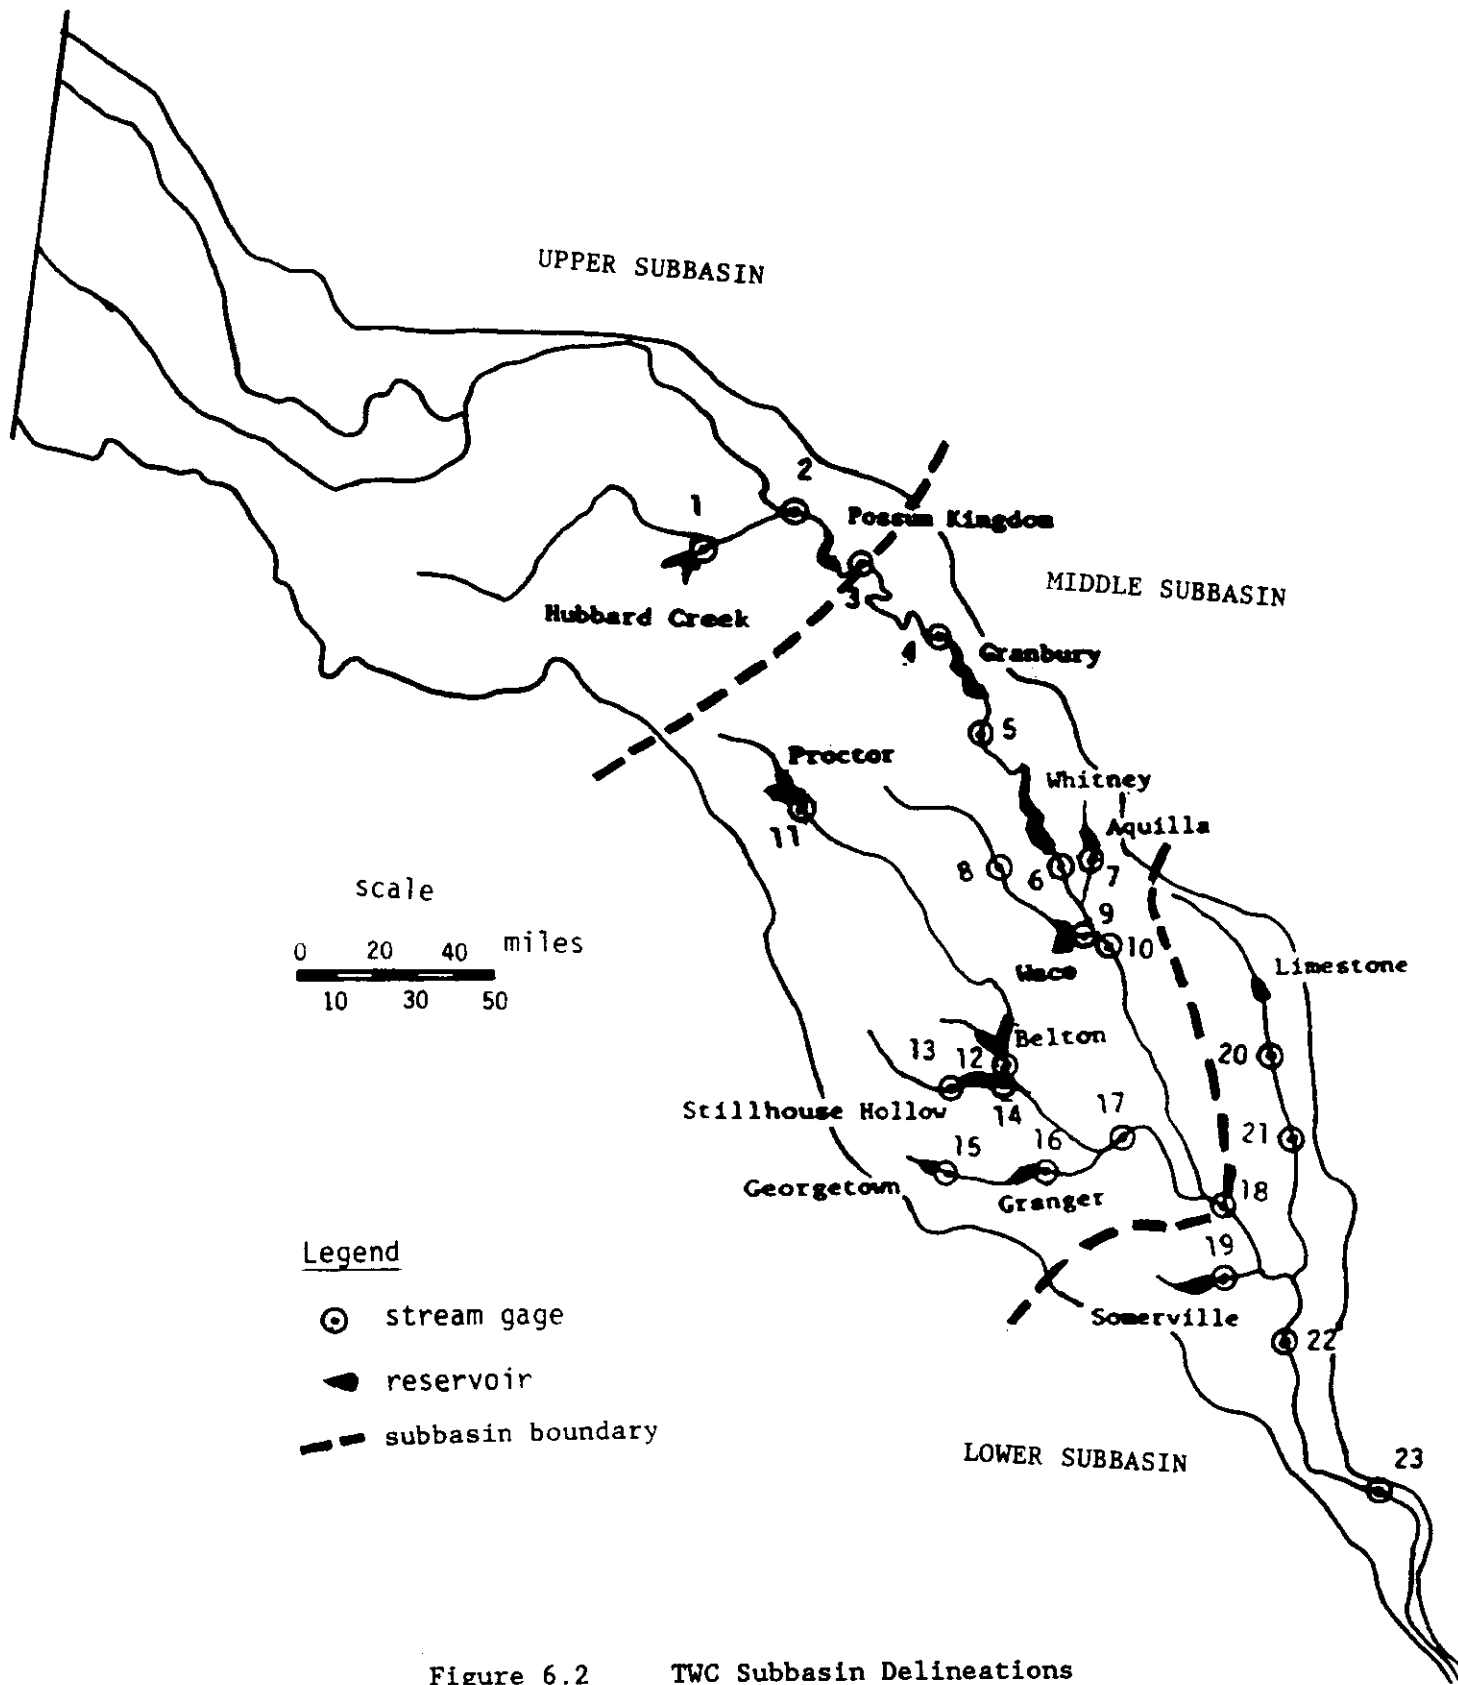 UPPER SUBBASIN
2
1
Possum Kingdom
MIDDLE SUBBASIN
3
Hubbard Creek
4
Granbury
5
Proctor
Whitney
11
Aquilla
8
6
7
scale
9
0 20 40 miles
10 30 50
10
Waco
Limestone
Belton
13
12
20
Stillhouse Hollow
14
17
21
15
16
Georgetown
Granger
18
19
Legend
stream gage
Somerville
22
reservoir
subbasin boundary
LOWER SUBBASIN
23
Figure 6.2 TWC Subbasin Delineations